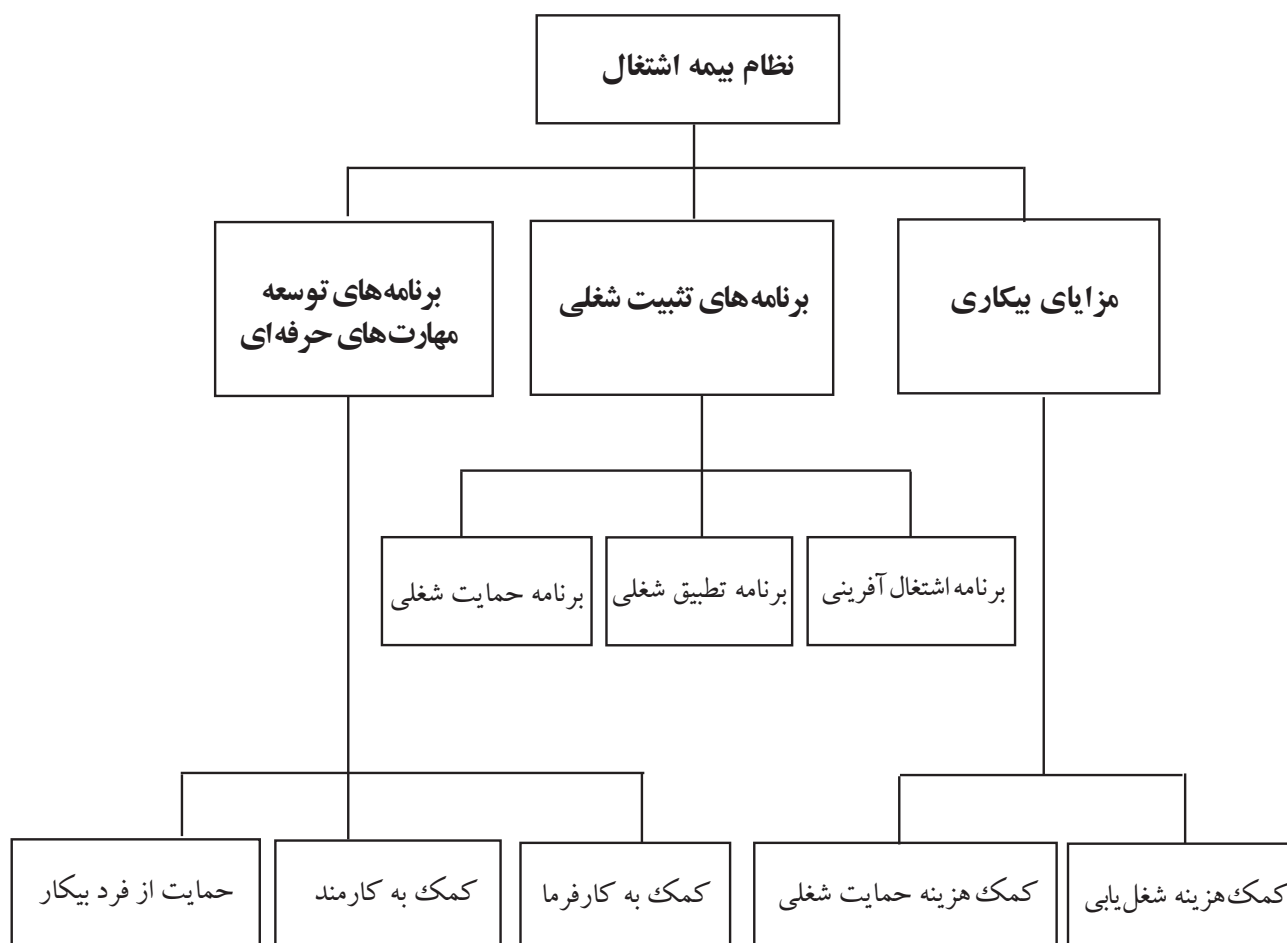 نظام بیمه اشتغال
مزایای بیکاری
برنامه‌های تثبیت شغلی
برنامه‌های توسعه
مهارت‌های حرفه‌ای
برنامه اشتغال آفرینی
برنامه تطبیق شغلی
برنامه حمایت شغلی
کمک‌هزینه شغل‌یابی
کمک‌هزینه حمایت شغلی
کمک به کارفرما
کمک به کارمند
حمایت از فرد بیکار